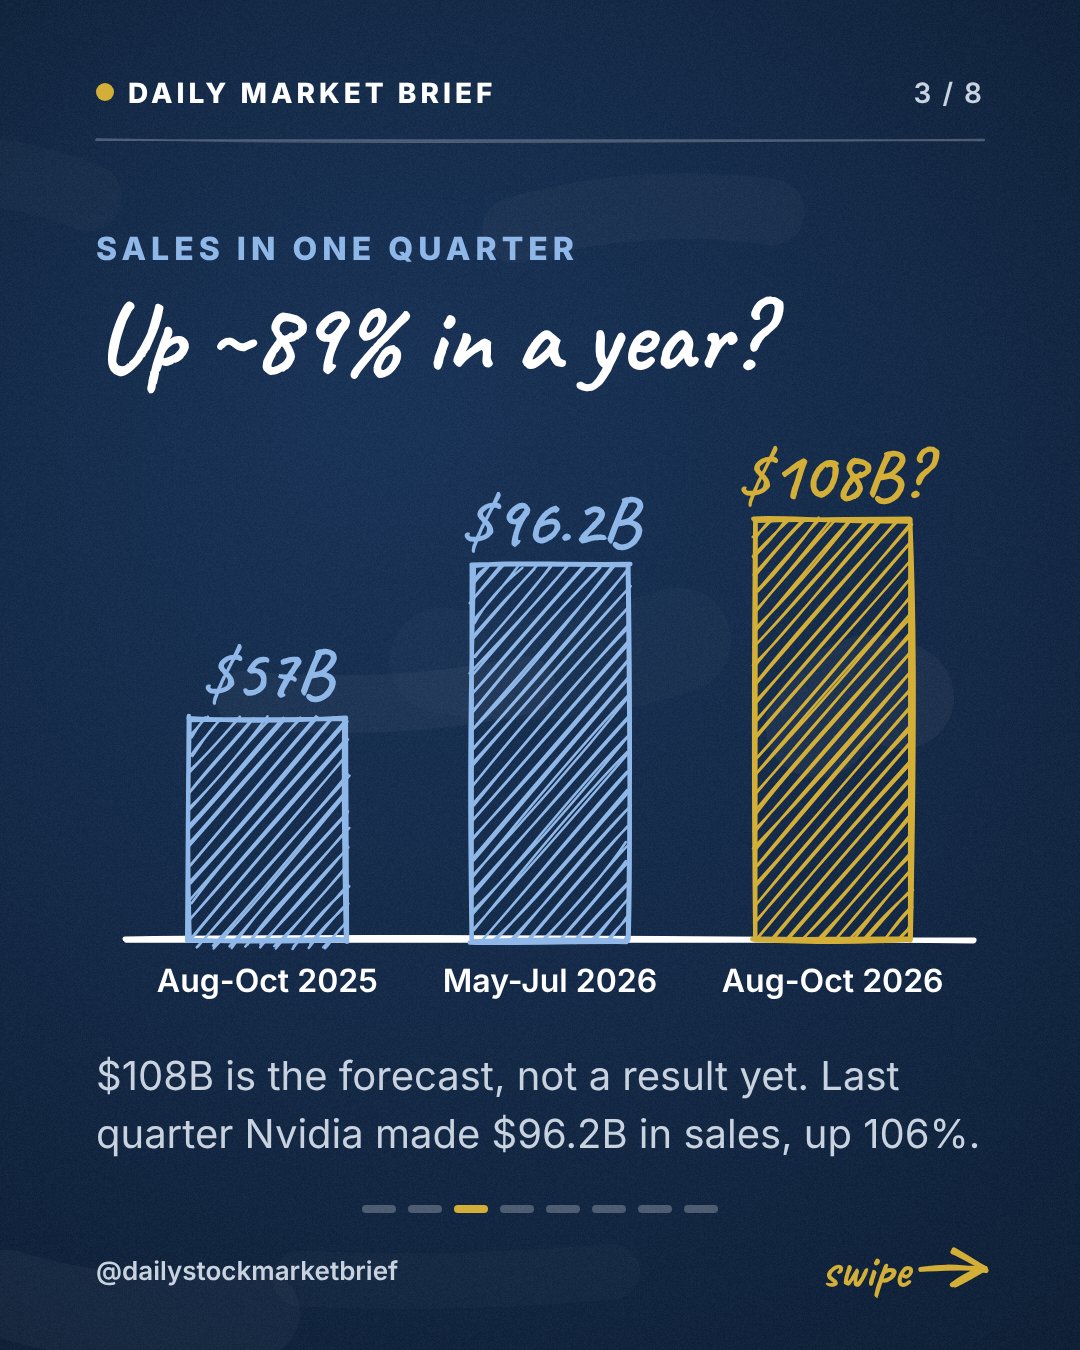 DAILY MARKET BRIEF
3 / 8
SALES IN ONE QUARTER
Up ~89% in a year?
$57B
$96.2B
$108B?
Aug-Oct 2025
May-Jul 2026
Aug-Oct 2026
$108B is the forecast, not a result yet. Last
quarter Nvidia made $96.2B in sales, up 106%.
@dailystockmarketbrief
swipe